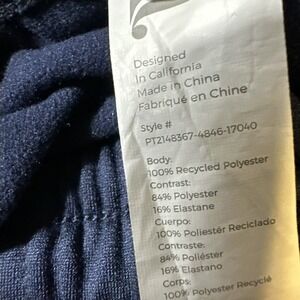 Designed
In California
Made in China
Fabriqué en Chine
Style #
PT2148367-4846-17040
Body:
100% Recycled Polyester
Contrast:
84% Polyester
16% Elastane
Cuerpo:
100% Poliéster Reciclado
Contraste:
84% Poliéster
16% Elastano
Corps:
100% Polyester Recyclé